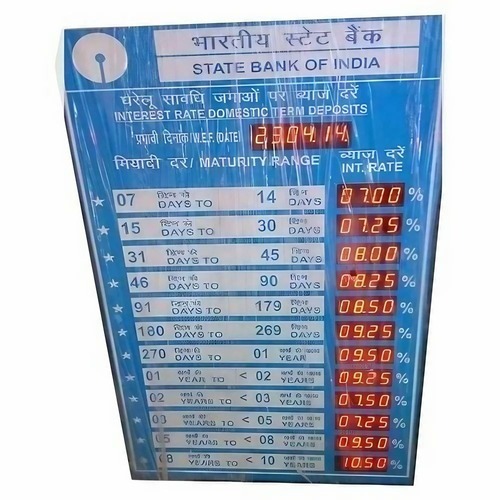 भारतीय स्टेट बैंक
STATE BANK OF INDIA
घरेलू सावधि जमाओं पर ब्याज दरें
INTEREST RATE DOMESTIC TERM DEPOSITS
प्रभावी दिनांक/W.E.F.(DATE) 29.04.14.
मियादी दर/ MATURITY RANGE ब्याज दरें
INT. RATE
07 DAYS TO 14 DAYS 07.00 %
15 DAYS TO 30 DAYS 07.25 %
31 DAYS TO 45 DAYS 08.00 %
46 DAYS TO 90 DAYS 08.25 %
91 DAYS TO 179 DAYS 08.50 %
180 DAYS TO 269 DAYS 09.25 %
270 DAYS TO 01 YEAR 09.50 %
01 YEAR TO < 02 YEARS 09.25 %
02 YEARS TO < 03 YEARS 07.50 %
03 YEARS TO < 05 YEARS 07.25 %
05 YEARS TO < 08 YEARS 09.50 %
08 YEARS TO < 10 YEARS 10.50 %